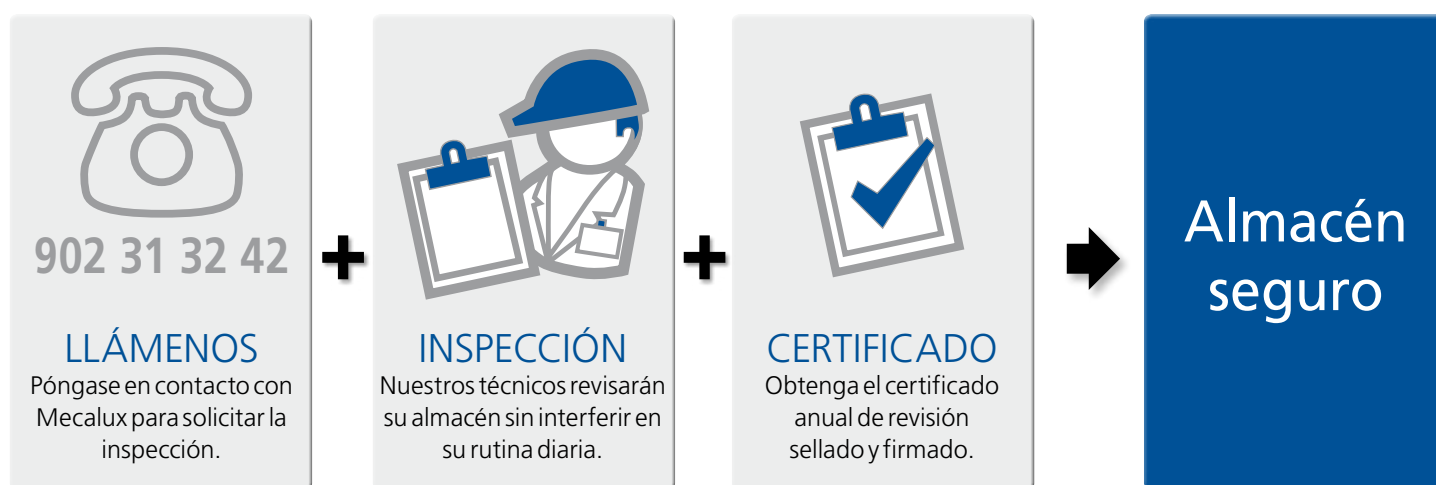 902 31 32 42
LLÁMENOS
Póngase en contacto con
Mecalux para solicitar la
inspección.
INSPECCIÓN
Nuestros técnicos revisarán
su almacén sin interferir en
su rutina diaria.
CERTIFICADO
Obtenga el certificado
anual de revisión
sellado y firmado.
Almacén
seguro